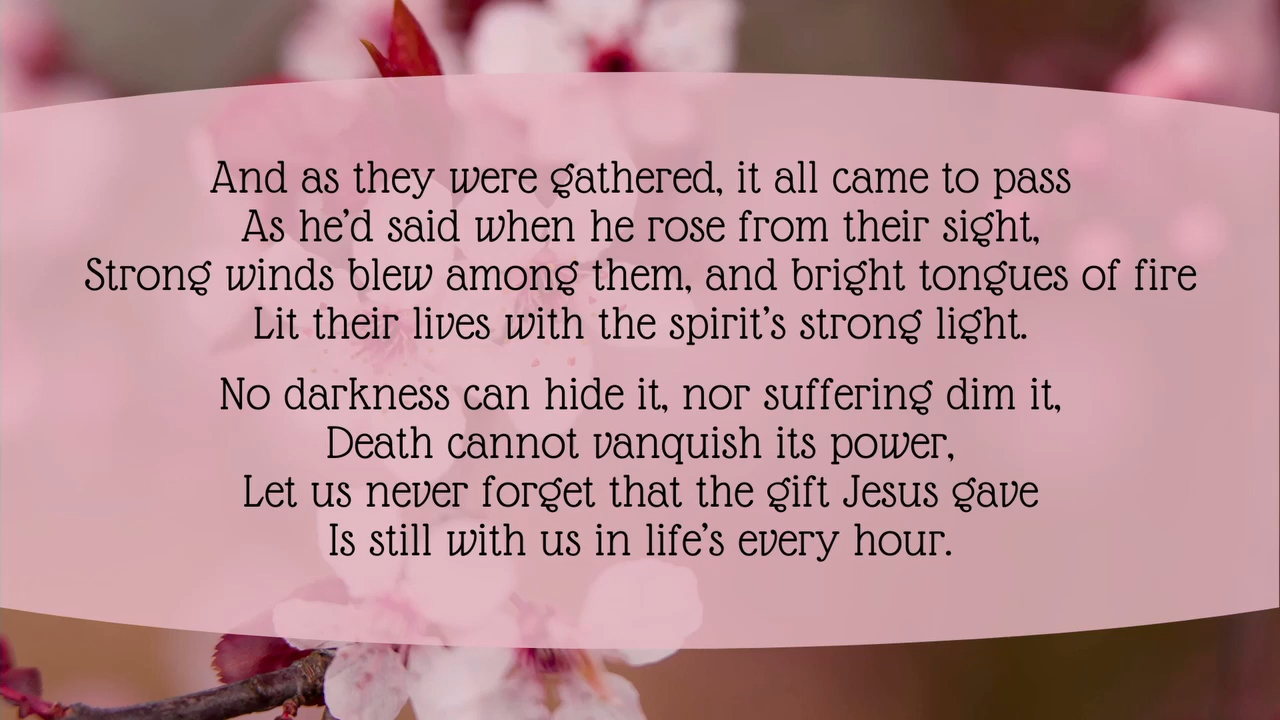 And as they were gathered, it all came to pass
As he’d said when he rose from their sight,
Strong winds blew among them, and bright tongues of fire
Lit their lives with the spirit’s strong light.
No darkness can hide it, nor suffering dim it,
Death cannot vanquish its power,
Let us never forget that the gift Jesus gave
Is still with us in life’s every hour.